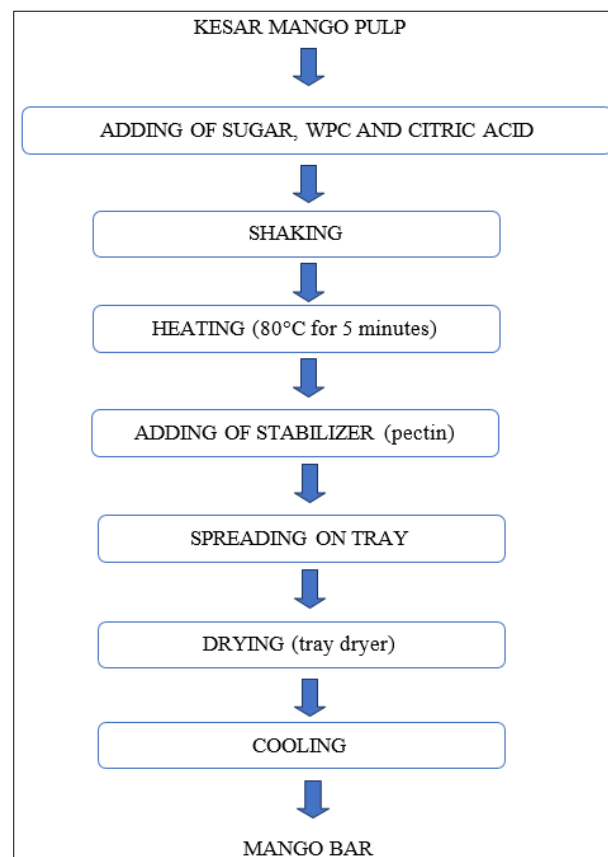 KESAR MANGO PULP
ADDING OF SUGAR, WPC AND CITRIC ACID
SHAKING
HEATING (80°C for 5 minutes)
ADDING OF STABILIZER (pectin)
SPREADING ON TRAY
DRYING (tray dryer)
COOLING
MANGO BAR